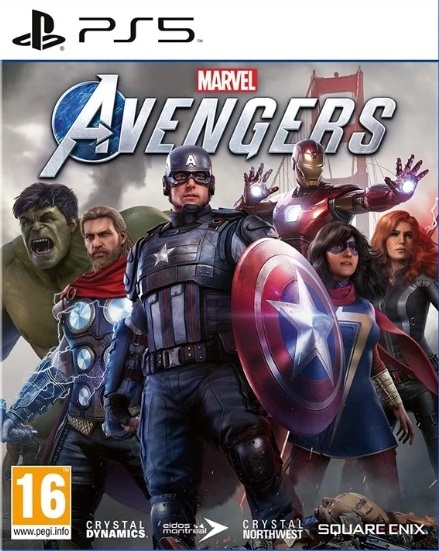 PS5
MARVEL
AVENGERS
A
16
www.pegi.info
CRYSTAL
DYNAMICS
eidos
montréal
CRYSTAL
NORTHWEST
SQUARE ENIX